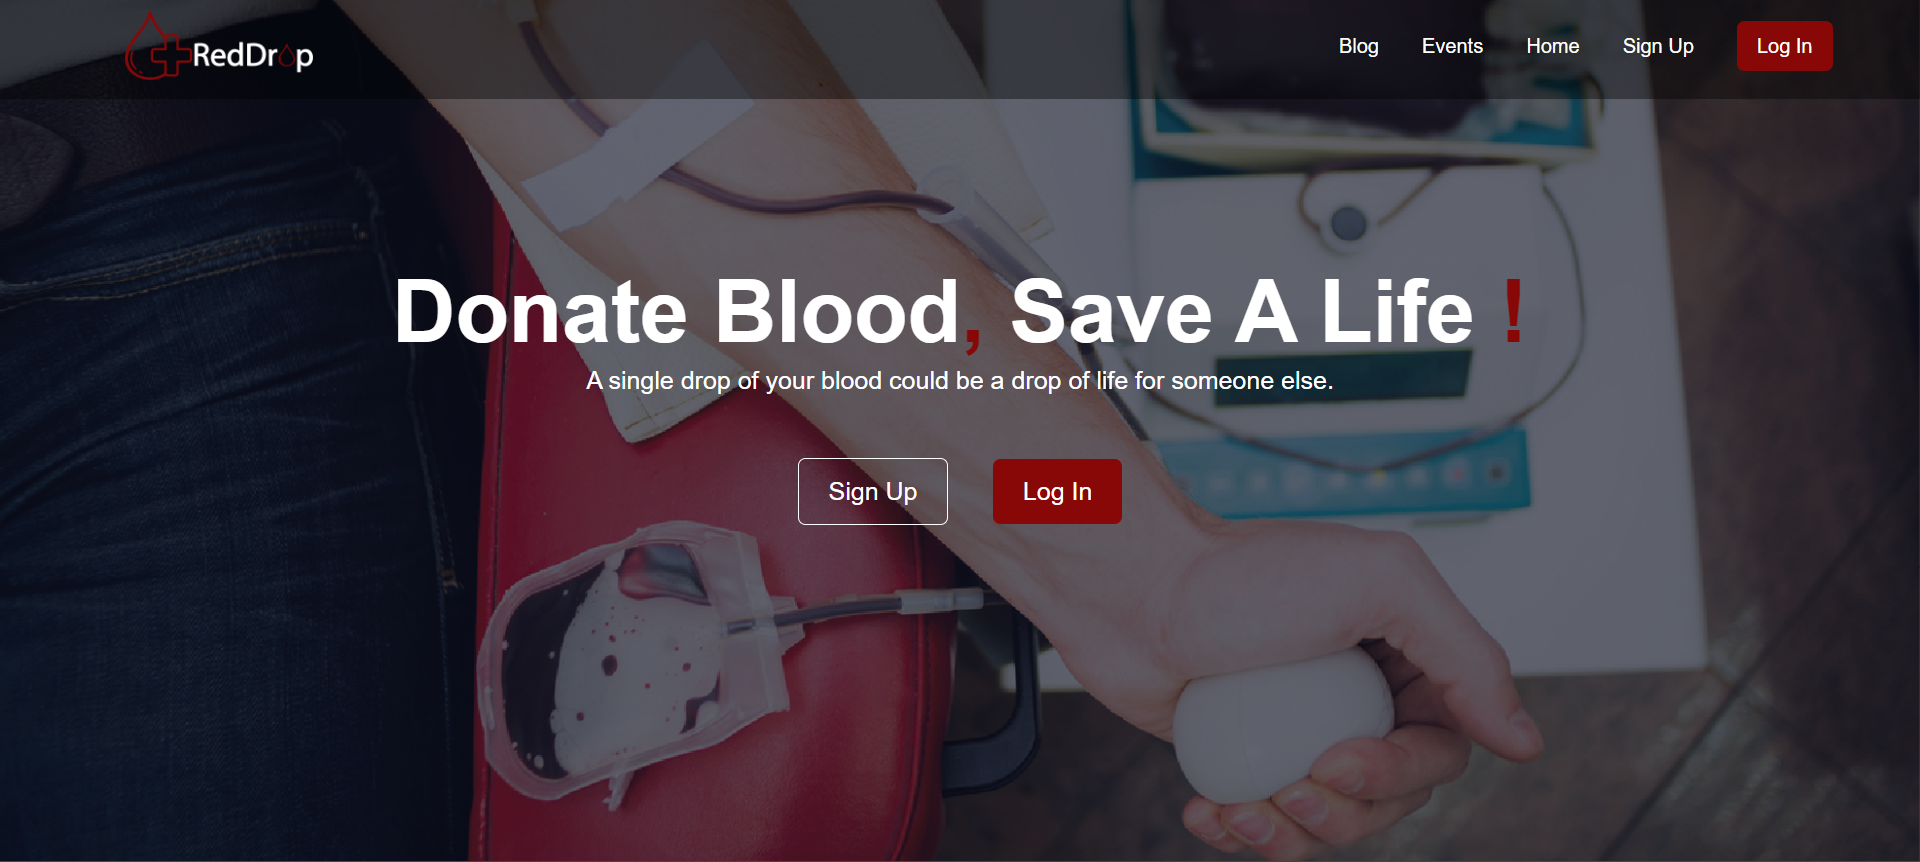 RedDrop
Blog Events Home Sign Up Log In
Donate Blood, Save A Life !
A single drop of your blood could be a drop of life for someone else.
Sign Up Log In